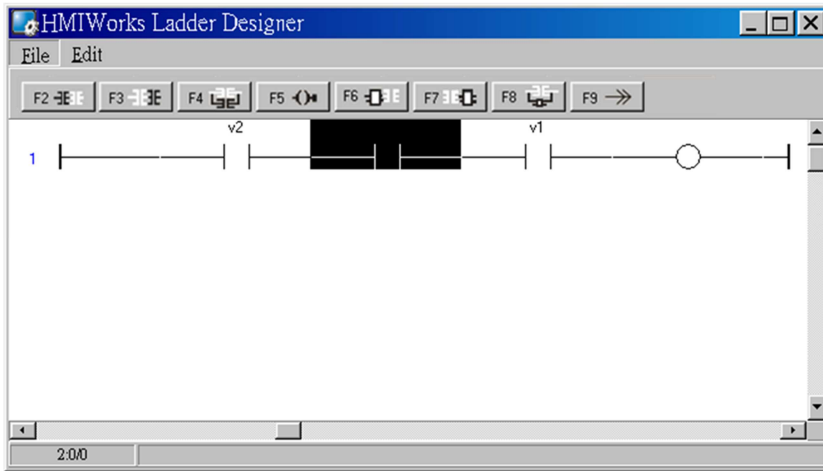 HMIWorks Ladder Designer
File Edit
F2 F3 F4 F5 F6 F7 F8 F9
v2 v1
1
2:0/0